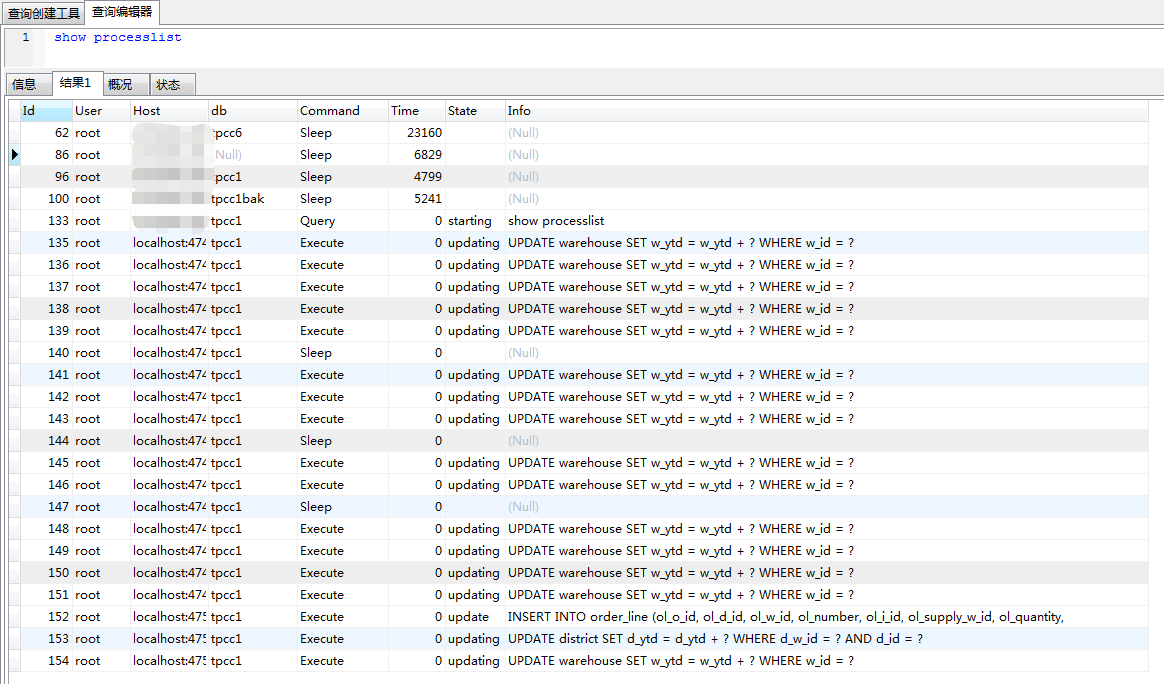 查询创建工具 查询编辑器
1 show processlist
信息 结果1 概况 状态
Id User Host db Command Time State Info
62 root tpcc6 Sleep 23160 (Null)
86 root (Null) Sleep 6829 (Null)
96 root tpcc1 Sleep 4799 (Null)
100 root tpcc1bak Sleep 5241 (Null)
133 root tpcc1 Query 0 starting show processlist
135 root localhost:474 tpcc1 Execute 0 updating UPDATE warehouse SET w_ytd = w_ytd + ? WHERE w_id = ?
136 root localhost:474 tpcc1 Execute 0 updating UPDATE warehouse SET w_ytd = w_ytd + ? WHERE w_id = ?
137 root localhost:474 tpcc1 Execute 0 updating UPDATE warehouse SET w_ytd = w_ytd + ? WHERE w_id = ?
138 root localhost:474 tpcc1 Execute 0 updating UPDATE warehouse SET w_ytd = w_ytd + ? WHERE w_id = ?
139 root localhost:474 tpcc1 Execute 0 updating UPDATE warehouse SET w_ytd = w_ytd + ? WHERE w_id = ?
140 root localhost:474 tpcc1 Sleep 0 (Null)
141 root localhost:474 tpcc1 Execute 0 updating UPDATE warehouse SET w_ytd = w_ytd + ? WHERE w_id = ?
142 root localhost:474 tpcc1 Execute 0 updating UPDATE warehouse SET w_ytd = w_ytd + ? WHERE w_id = ?
143 root localhost:474 tpcc1 Execute 0 updating UPDATE warehouse SET w_ytd = w_ytd + ? WHERE w_id = ?
144 root localhost:474 tpcc1 Sleep 0 (Null)
145 root localhost:474 tpcc1 Execute 0 updating UPDATE warehouse SET w_ytd = w_ytd + ? WHERE w_id = ?
146 root localhost:474 tpcc1 Execute 0 updating UPDATE warehouse SET w_ytd = w_ytd + ? WHERE w_id = ?
147 root localhost:474 tpcc1 Sleep 0 (Null)
148 root localhost:474 tpcc1 Execute 0 updating UPDATE warehouse SET w_ytd = w_ytd + ? WHERE w_id = ?
149 root localhost:474 tpcc1 Execute 0 updating UPDATE warehouse SET w_ytd = w_ytd + ? WHERE w_id = ?
150 root localhost:474 tpcc1 Execute 0 updating UPDATE warehouse SET w_ytd = w_ytd + ? WHERE w_id = ?
151 root localhost:474 tpcc1 Execute 0 updating UPDATE warehouse SET w_ytd = w_ytd + ? WHERE w_id = ?
152 root localhost:475 tpcc1 Execute 0 update INSERT INTO order_line (ol_o_id, ol_d_id, ol_w_id, ol_number, ol_i_id, ol_supply_w_id, ol_quantity,
153 root localhost:475 tpcc1 Execute 0 updating UPDATE district SET d_ytd = d_ytd + ? WHERE d_w_id = ? AND d_id = ?
154 root localhost:475 tpcc1 Execute 0 updating UPDATE warehouse SET w_ytd = w_ytd + ? WHERE w_id = ?